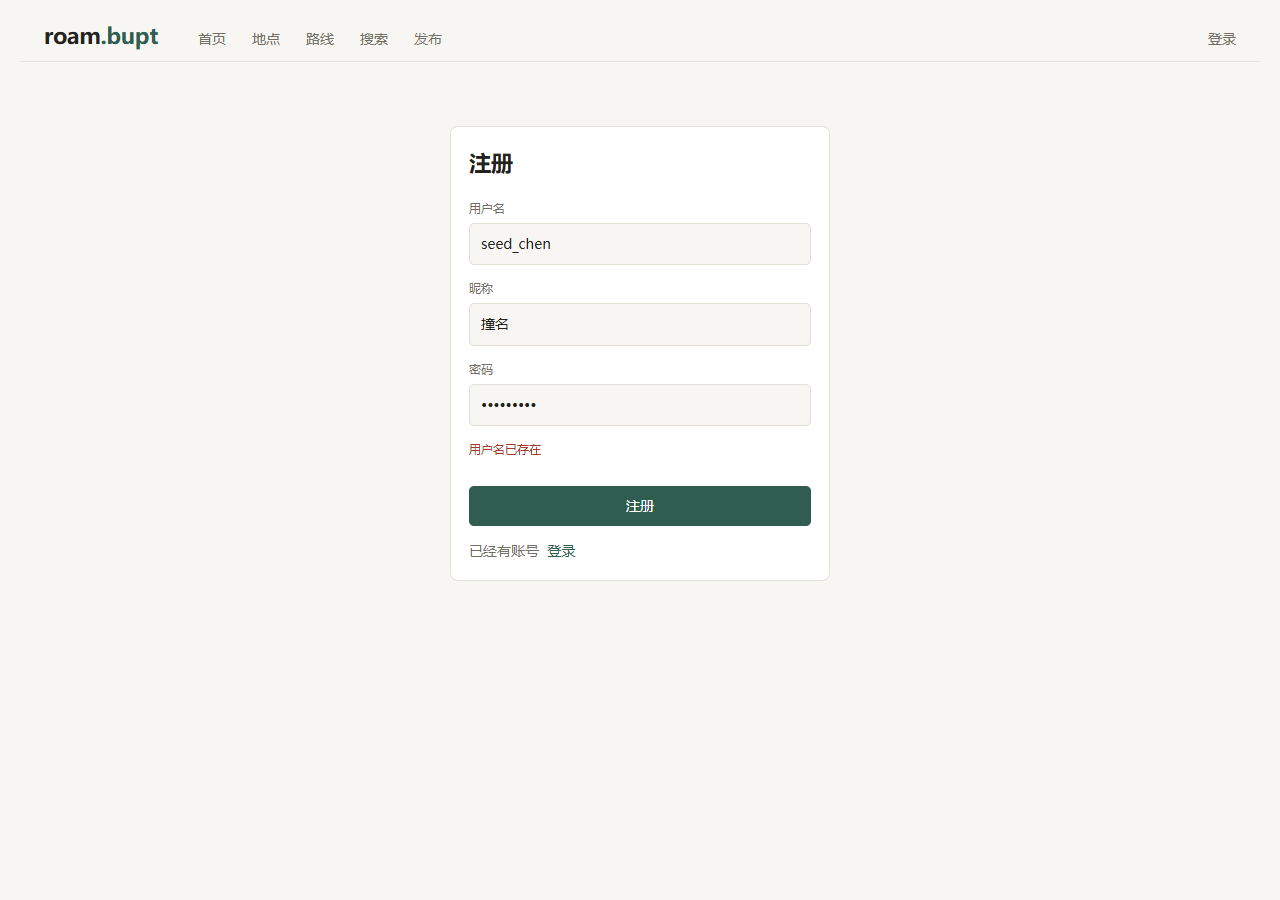 roam.bupt 首页 地点 路线 搜索 发布 登录
注册
用户名
seed_chen
昵称
撞名
密码
•••••••••
用户名已存在
注册
已经有账号 登录